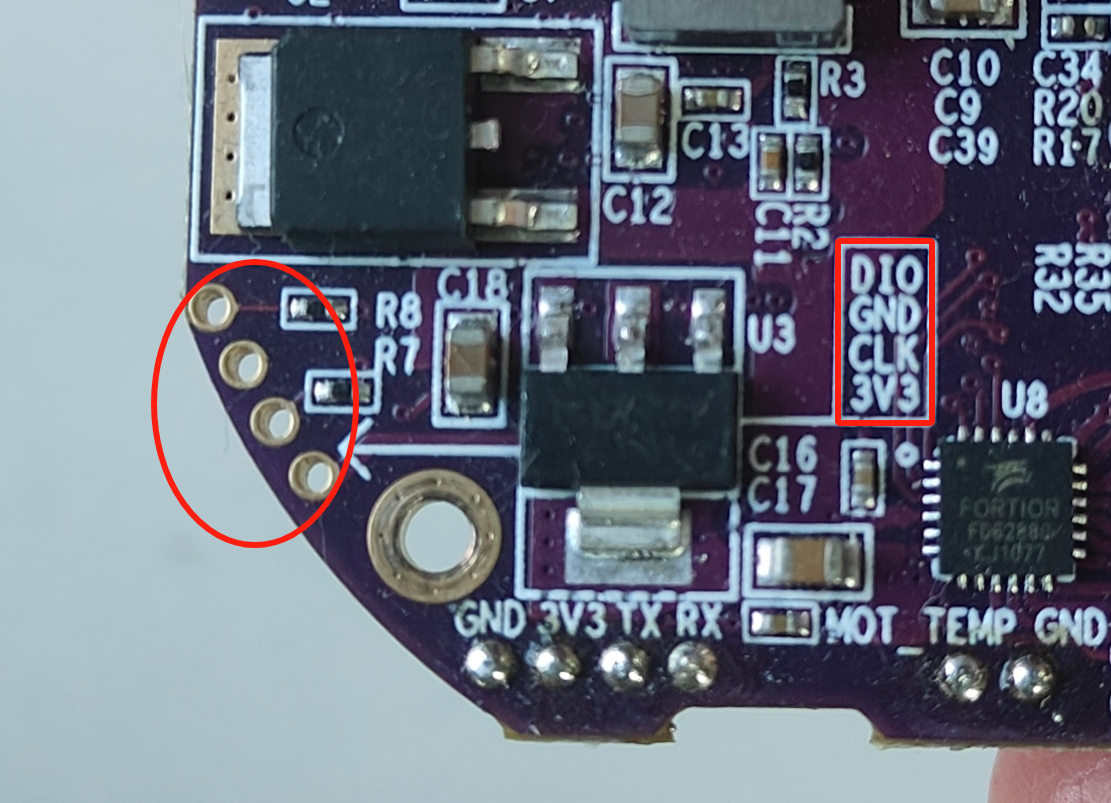 C10
C9
C39
C34
R20
R17
R3
C13
C12
C11
R2
R32
R35
DIO
GND
CLK
3V3
C18
R8
R7
U3
U8
C16
C17
FORTIOR
GND 3V3 TX RX
MOT_TEMP GND